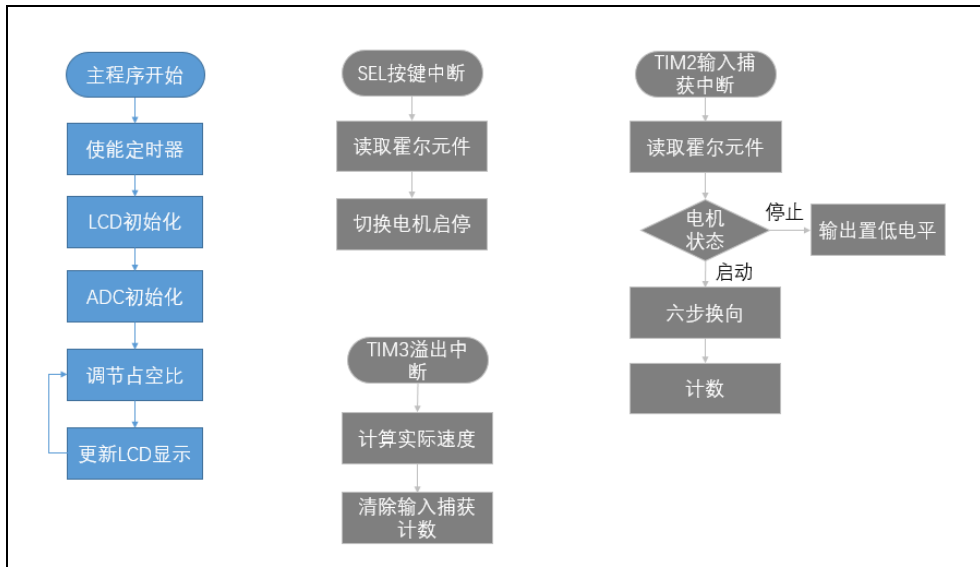 主程序开始
使能定时器
LCD初始化
ADC初始化
调节占空比
更新LCD显示
SEL按键中断
读取霍尔元件
切换电机启停
TIM3溢出中
断
计算实际速度
清除输入捕获
计数
TIM2输入捕
获中断
读取霍尔元件
电机
状态
停止
输出置低电平
启动
六步换向
计数